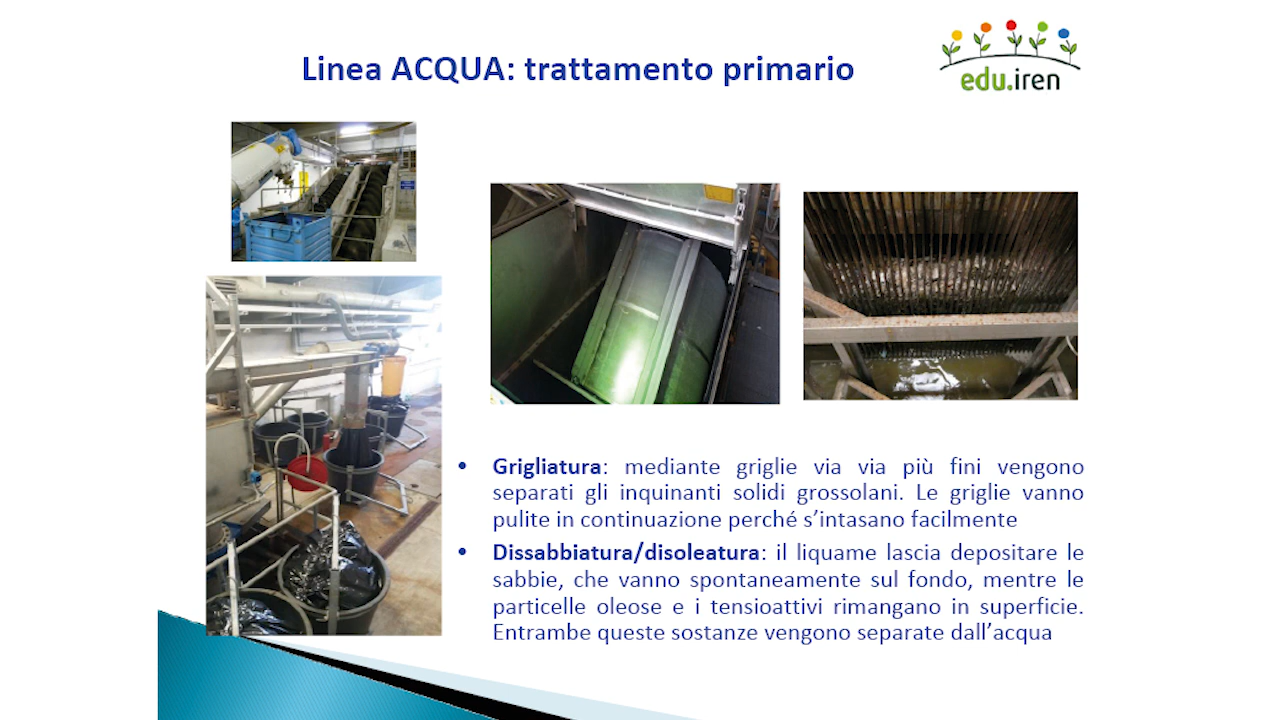 Linea ACQUA: trattamento primario
edu.iren
• Grigliatura: mediante griglie via via più fini vengono
separati gli inquinanti solidi grossolani. Le griglie vanno
pulite in continuazione perché s’intasano facilmente
• Dissabbiatura/disoleatura: il liquame lascia depositare le
sabbie, che vanno spontaneamente sul fondo, mentre le
particelle oleose e i tensioattivi rimangano in superficie.
Entrambe queste sostanze vengono separate dall’acqua